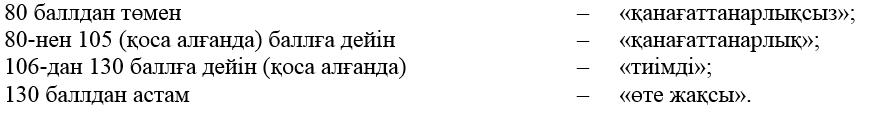 80 баллдан төмен – «қанағаттанарлықсыз»;
80-нен 105 (қоса алғанда) баллға дейін – «қанағаттанарлық»;
106-дан 130 баллға дейін (қоса алғанда) – «тиімді»;
130 баллдан астам – «өте жақсы».